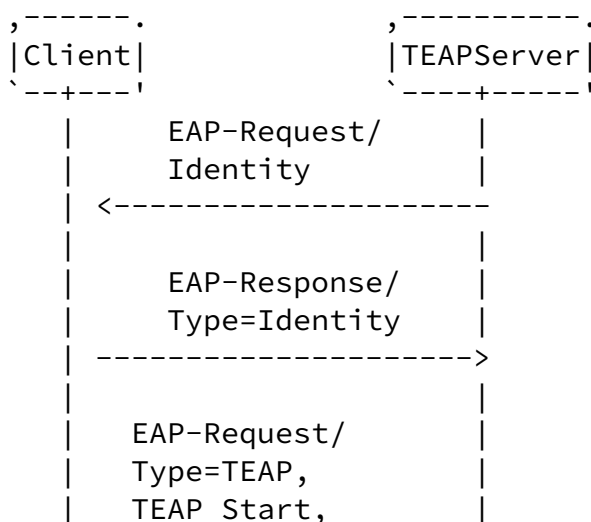 ,------.                ,----------.
|Client|                |TEAPServer|
`--+---'                `----+-----'
   |      EAP-Request/       |
   |      Identity           |
   | <----------------------
   |                         |
   |      EAP-Response/      |
   |      Type=Identity      |
   | --------------------->
   |                         |
   |    EAP-Request/         |
   |    Type=TEAP,           |
   |    TEAP Start,          |